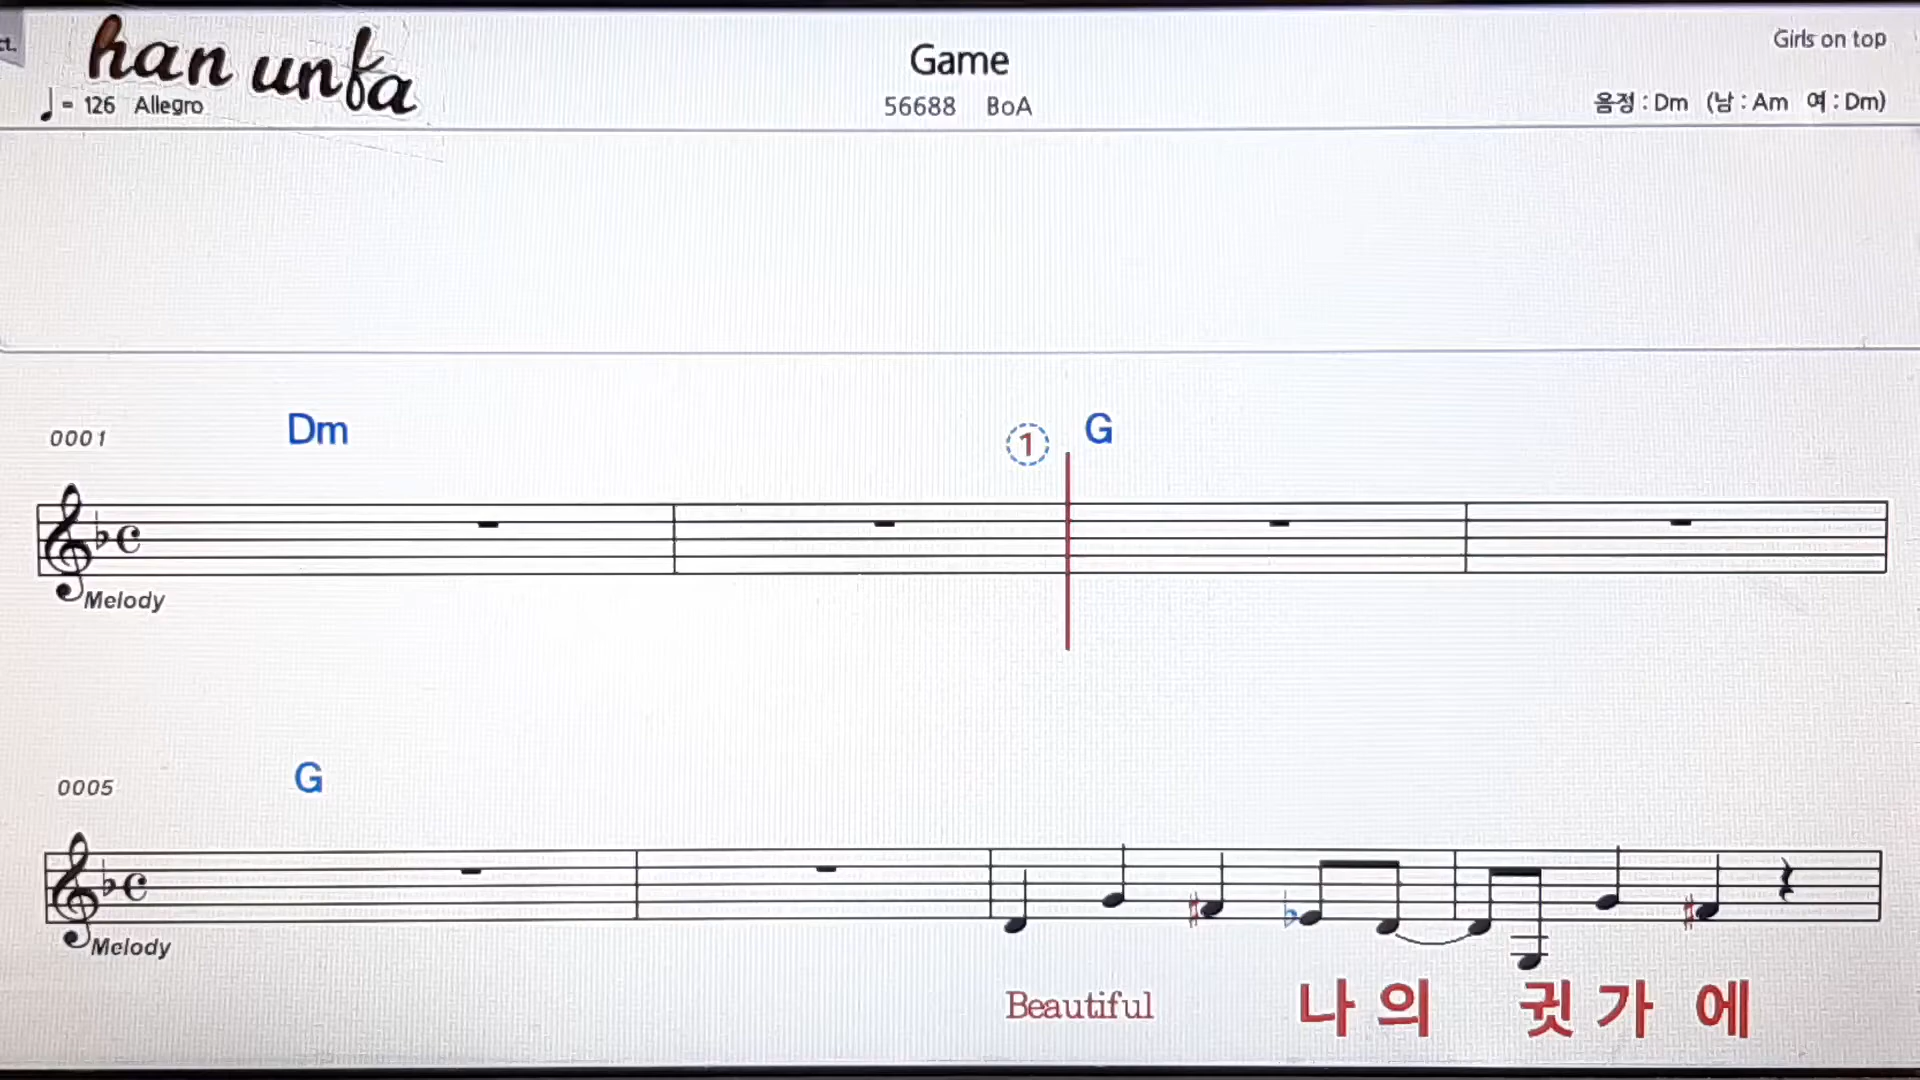 ct.
han unfa
Game
Girls on top
♩ = 126 Allegro
56688 BoA
음정 : Dm (남 : Am 여 : Dm)
0001 Dm ① G
Melody
0005 G
Melody
Beautiful 나 의 귓 가 에